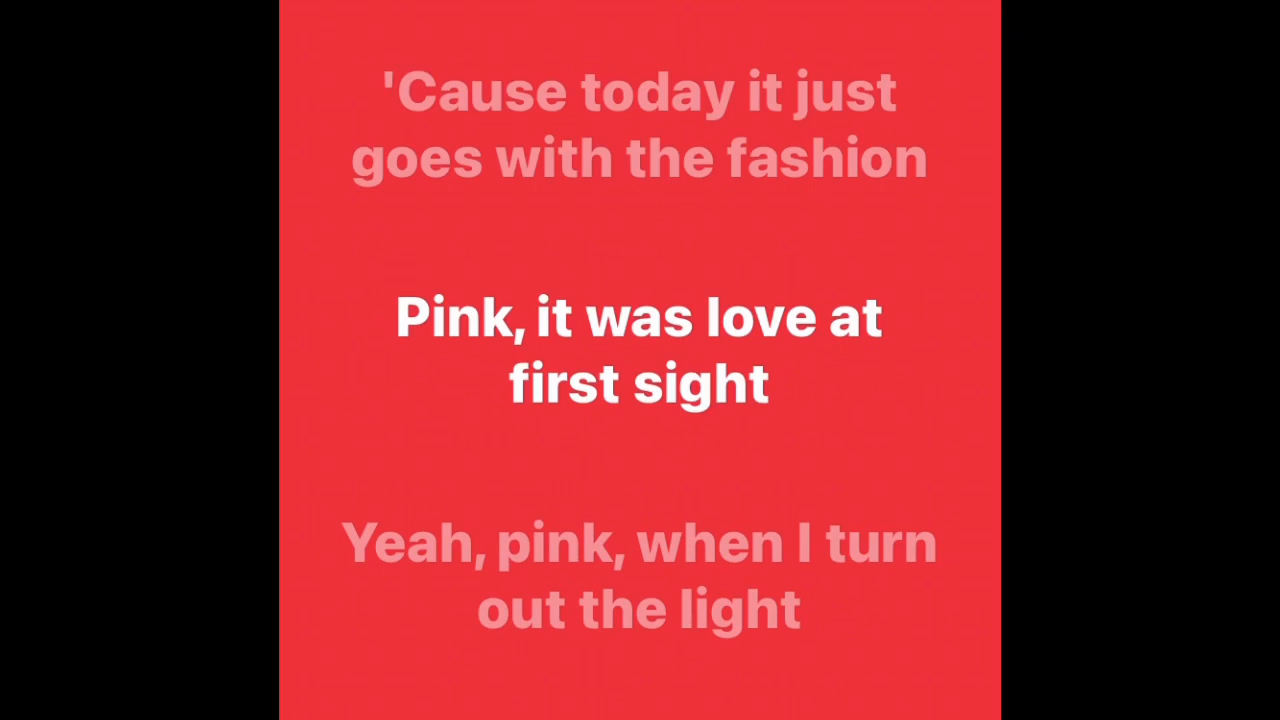 'Cause today it just
goes with the fashion
Pink, it was love at
first sight
Yeah, pink, when I turn
out the light